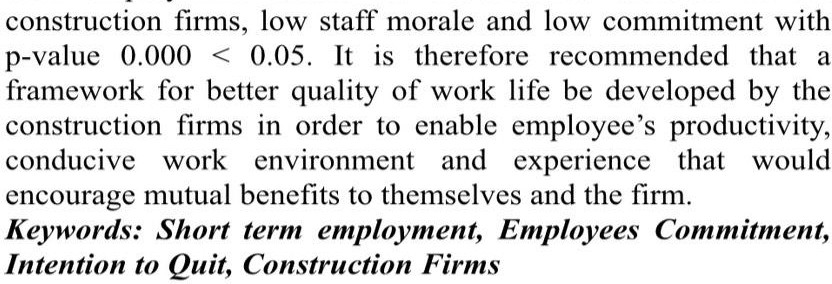 construction firms, low staff morale and low commitment with
p-value 0.000 < 0.05. It is therefore recommended that a
framework for better quality of work life be developed by the
construction firms in order to enable employee’s productivity,
conducive work environment and experience that would
encourage mutual benefits to themselves and the firm.
Keywords: Short term employment, Employees Commitment,
Intention to Quit, Construction Firms